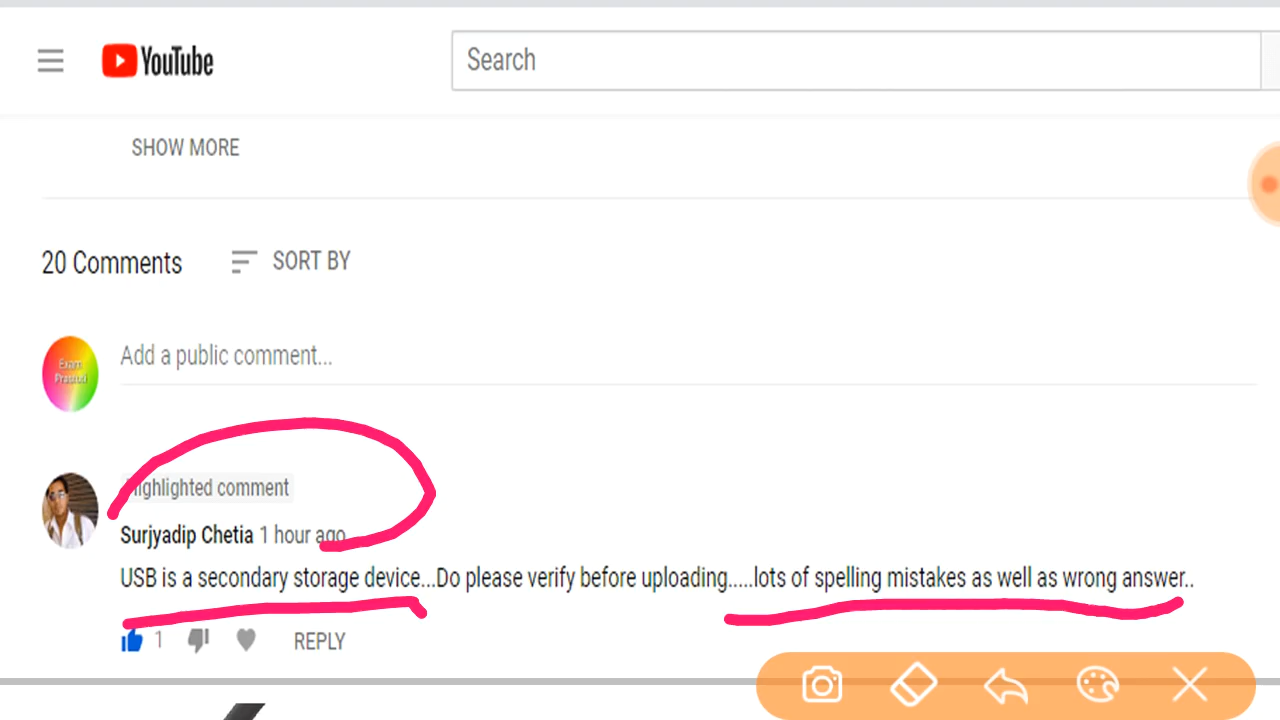 YouTube
Search
SHOW MORE
20 Comments SORT BY
Exam
Prastuti
Add a public comment...
Highlighted comment
Surjyadip Chetia 1 hour ago
USB is a secondary storage device...Do please verify before uploading.....lots of spelling mistakes as well as wrong answer..
1 REPLY